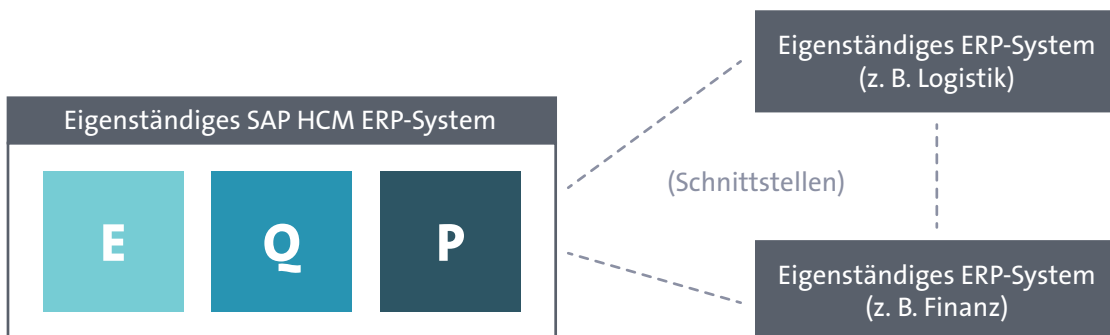 Eigenständiges ERP-System
(z. B. Logistik)
Eigenständiges SAP HCM ERP-System
(Schnittstellen)
E Q P
Eigenständiges ERP-System
(z. B. Finanz)